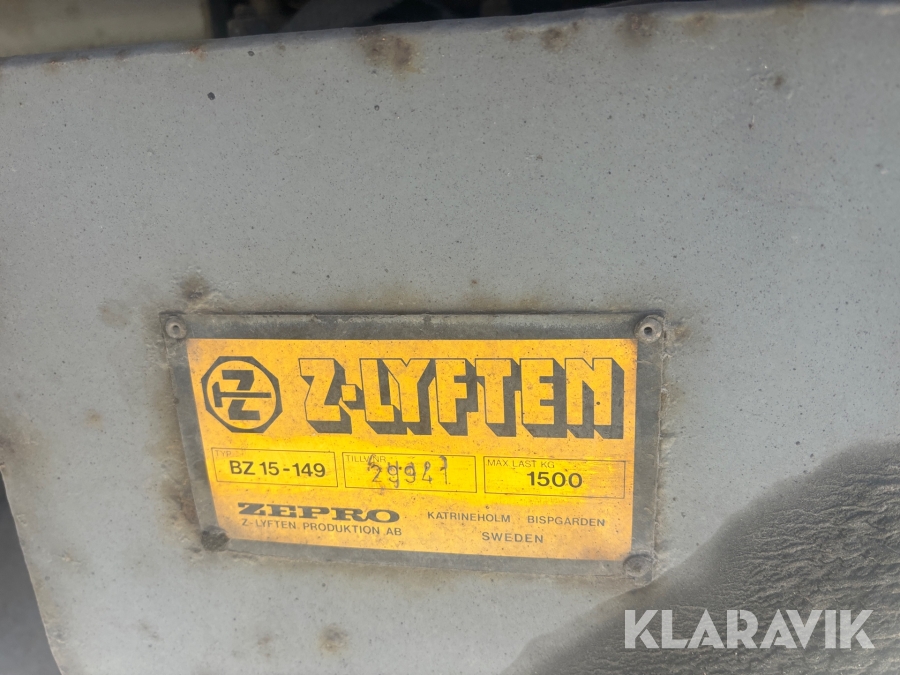 Z Z-LYFTEN
TYP TILLV.NR. MAX LAST KG
BZ 15-149 29941 1500
ZEPRO KATRINEHOLM BISPGÅRDEN
Z-LYFTEN PRODUKTION AB SWEDEN
KLARAVIK